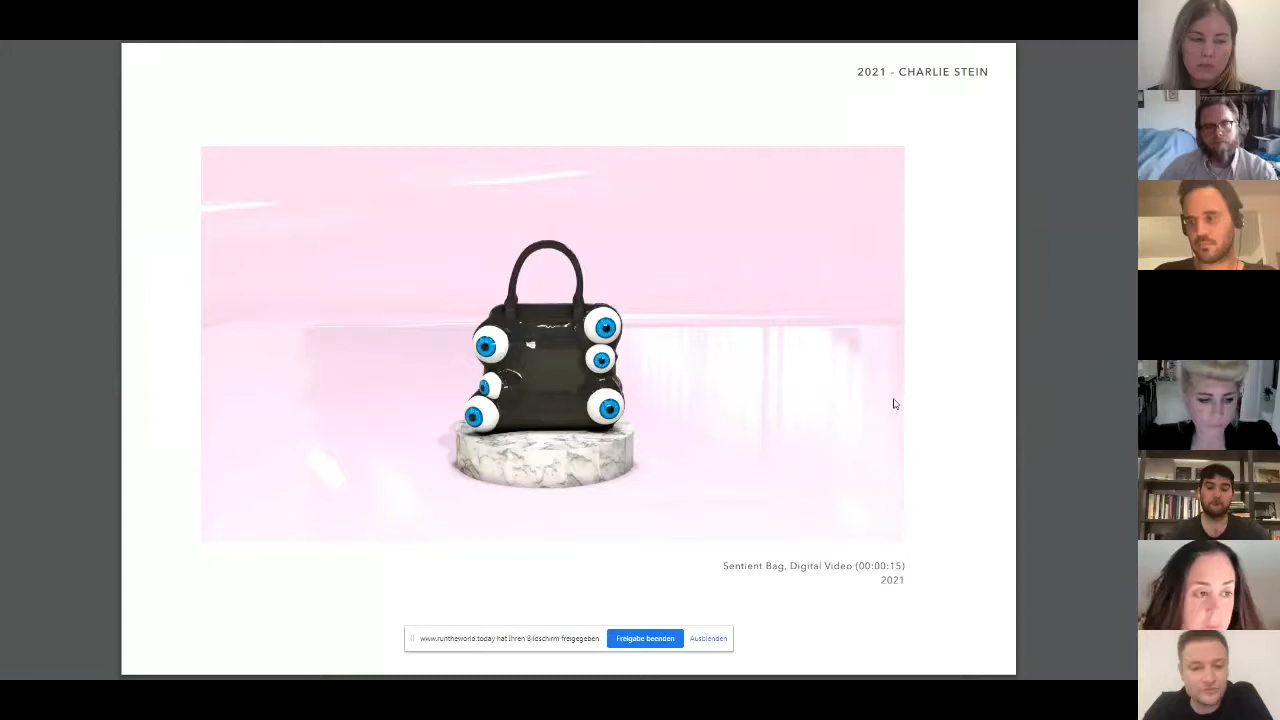 2021 - CHARLIE STEIN
Sentient Bag, Digital Video (00:00:15)
2021
www.runtheworld.today hat Ihren Bildschirm freigegeben. Freigabe beenden Ausblenden